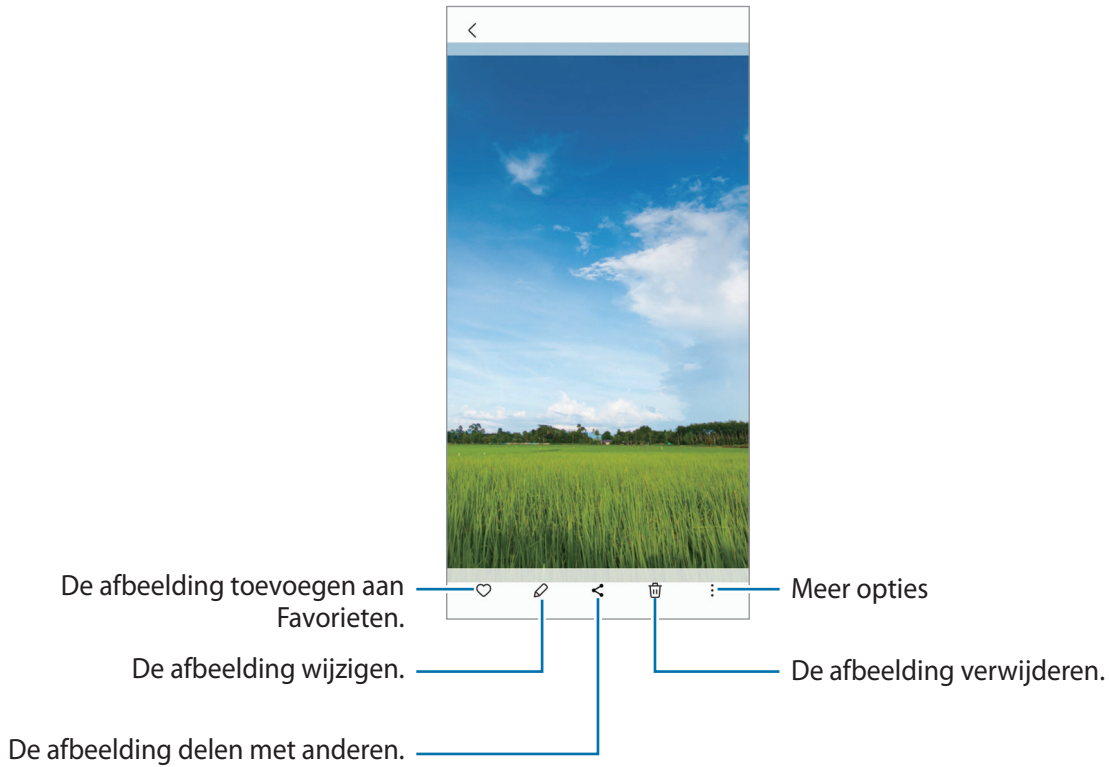 De afbeelding toevoegen aan
Favorieten.
Meer opties
De afbeelding wijzigen.
De afbeelding verwijderen.
De afbeelding delen met anderen.